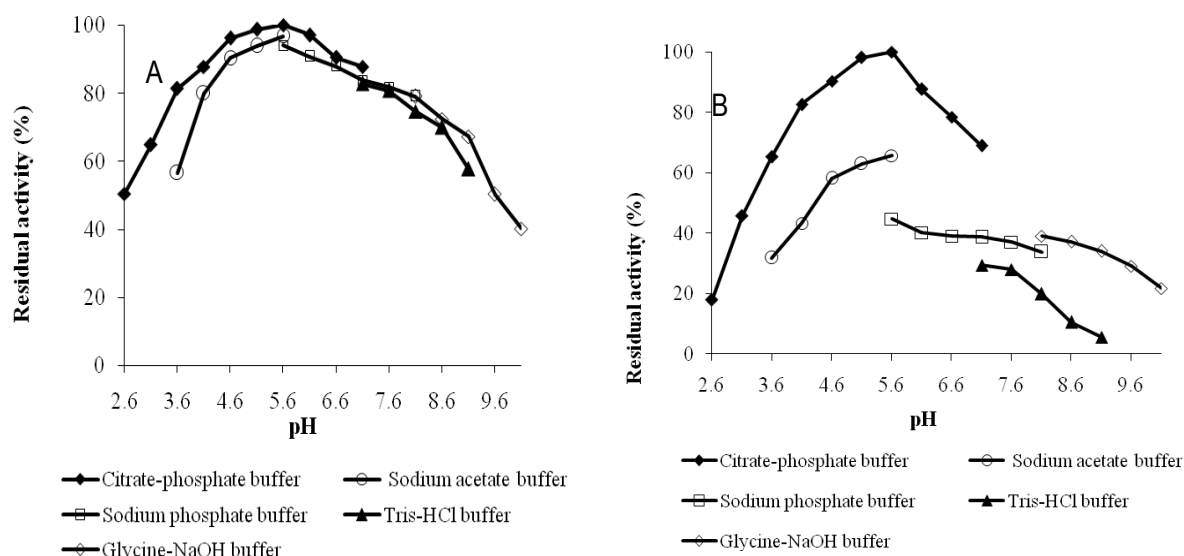 A
Residual activity (%)
100
80
60
40
20
0
2.6 3.6 4.6 5.6 6.6 7.6 8.6 9.6
pH
Citrate-phosphate buffer
Sodium acetate buffer
Sodium phosphate buffer
Tris-HCl buffer
Glycine-NaOH buffer
B
Residual activity (%)
100
80
60
40
20
0
2.6 3.6 4.6 5.6 6.6 7.6 8.6 9.6
pH
Citrate-phosphate buffer
Sodium acetate buffer
Sodium phosphate buffer
Tris-HCl buffer
Glycine-NaOH buffer